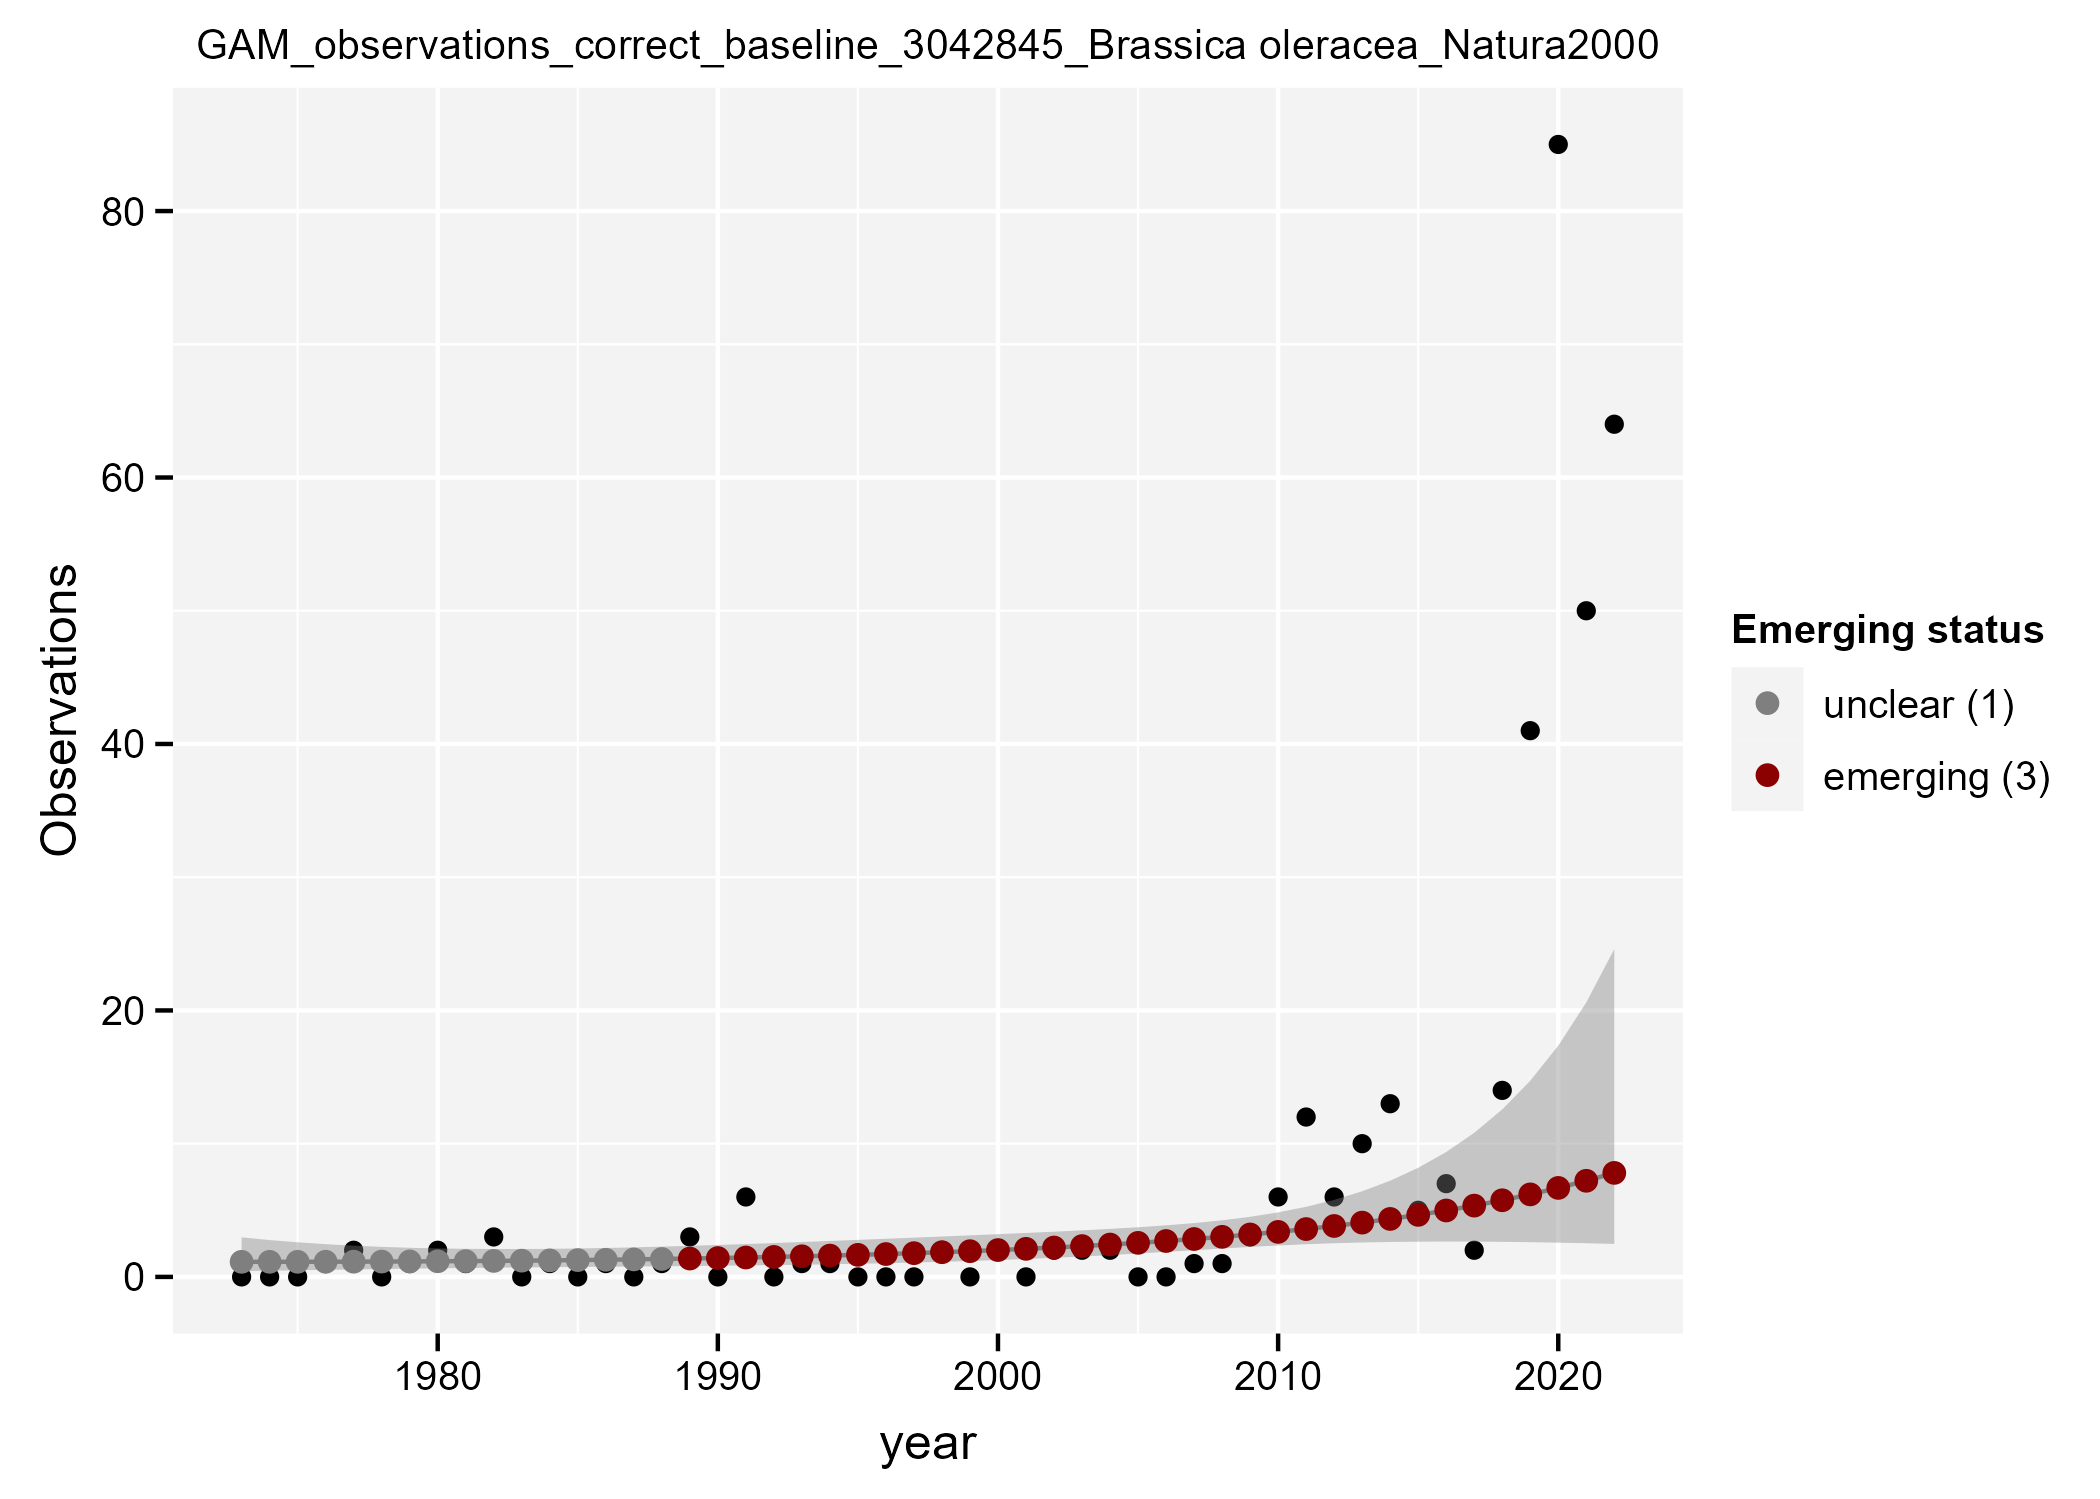 GAM_observations_correct_baseline_3042845_Brassica oleracea_Natura2000
Observations
80
60
40
20
0
1980 1990 2000 2010 2020
year
Emerging status
unclear (1)
emerging (3)